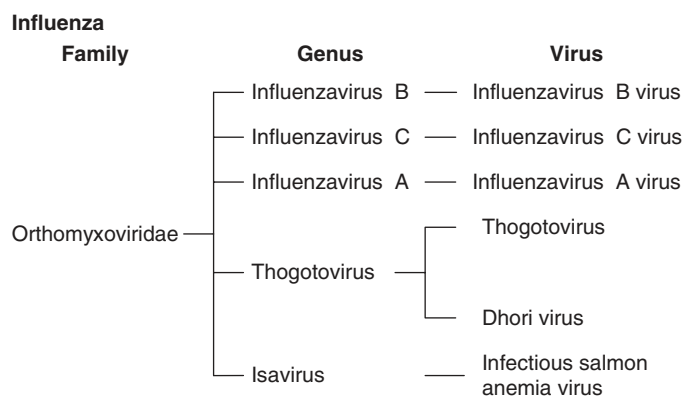 Influenza
Family Genus Virus
Influenzavirus B Influenzavirus B virus
Influenzavirus C Influenzavirus C virus
Influenzavirus A Influenzavirus A virus
Thogotovirus
Orthomyxoviridae
Thogotovirus
Dhori virus
Isavirus Infectious salmon
anemia virus